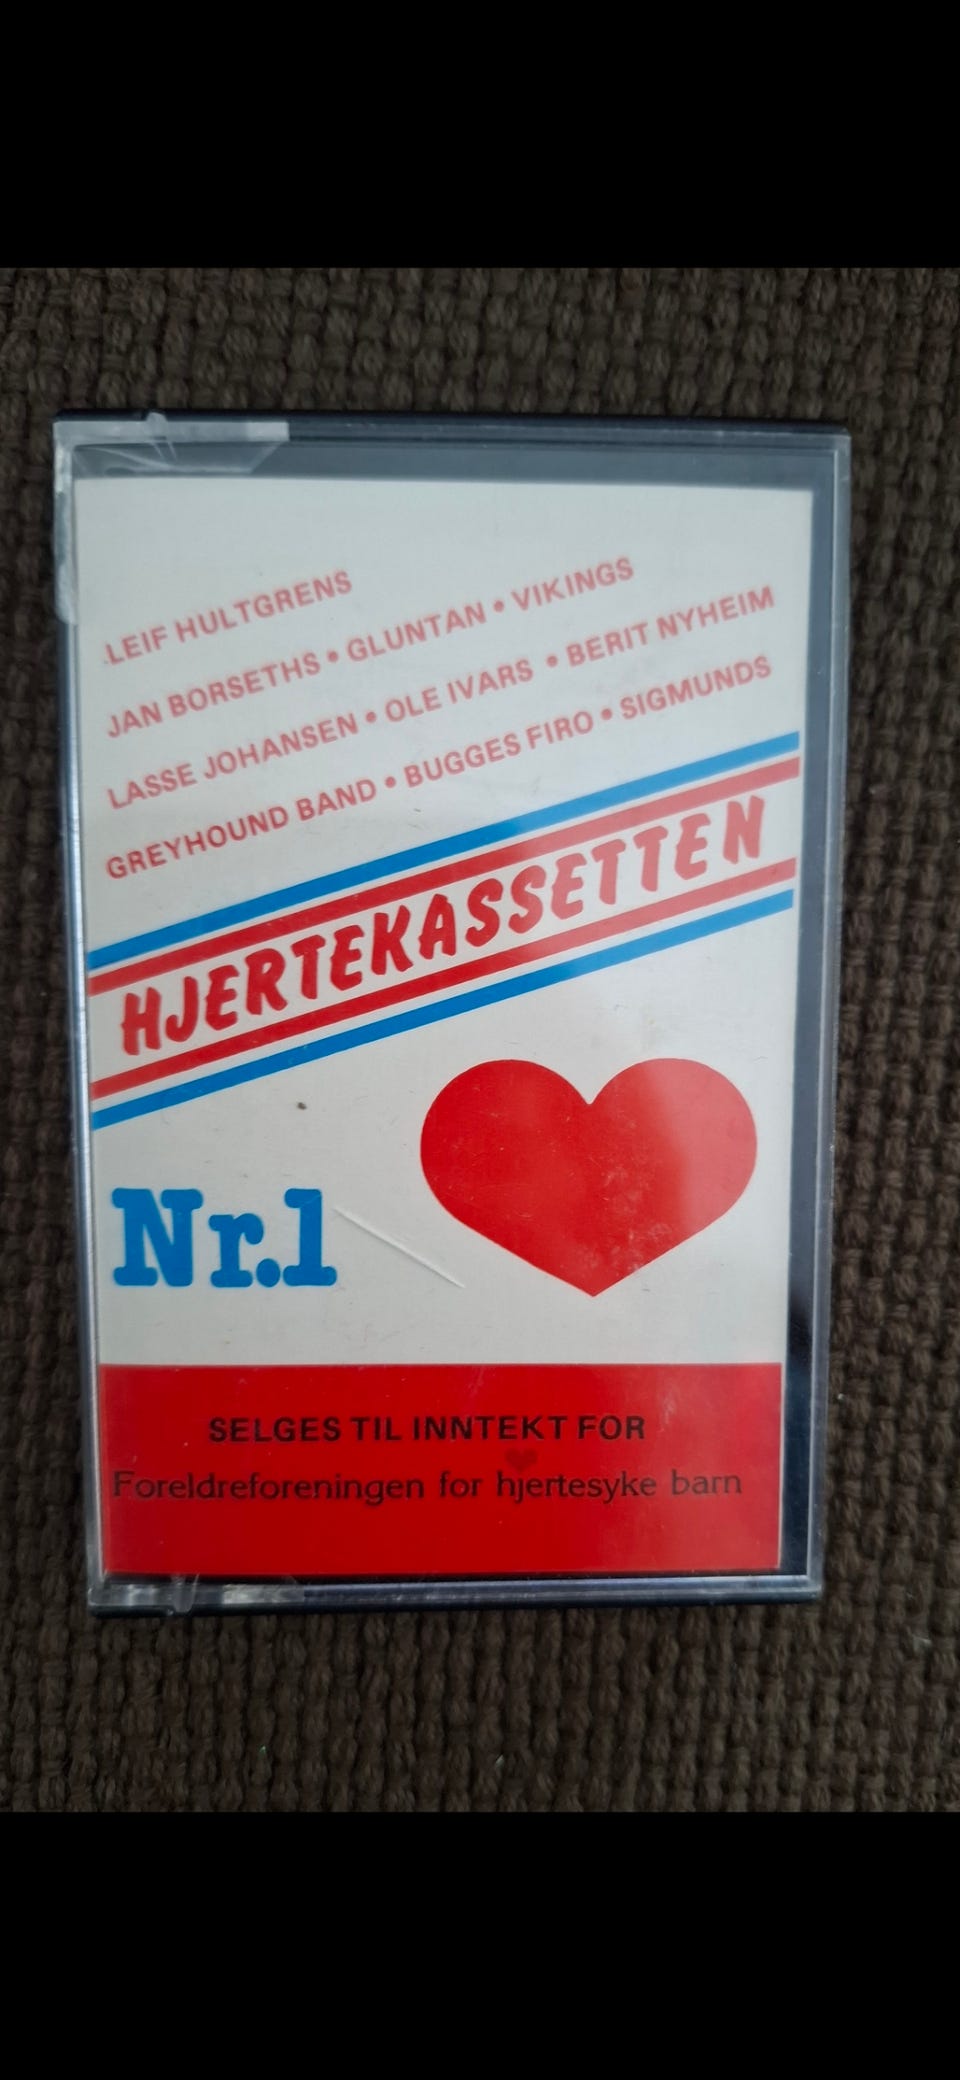 LEIF HULTGRENS
JAN BORSETHS • GLUNTAN • VIKINGS
LASSE JOHANSEN • OLE IVARS • BERIT NYHEIM
GREYHOUND BAND • BUGGES FIRO • SIGMUNDS
HJERTEKASSETTEN
Nr.1
SELGES TIL INNTEKT FOR
Foreldreforeningen for hjertesyke barn